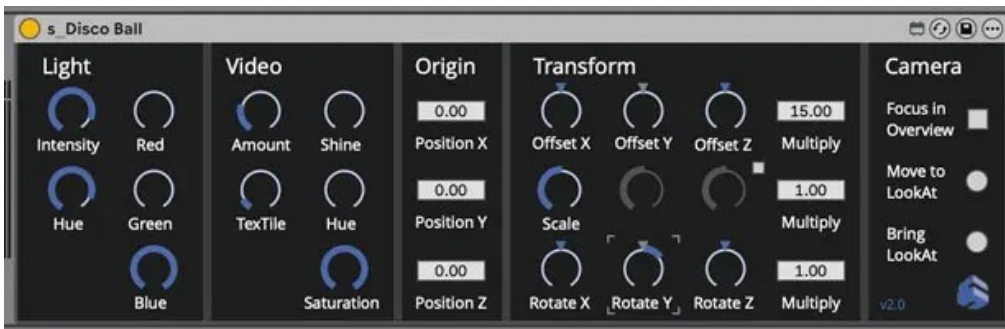 s_Disco Ball
Light
Intensity
Red
Hue
Green
Blue
Video
Amount
Shine
TexTile
Hue
Saturation
Origin
0.00
Position X
0.00
Position Y
0.00
Position Z
Transform
Offset X
Offset Y
Offset Z
15.00
Multiply
Scale
1.00
Multiply
Rotate X
Rotate Y
Rotate Z
1.00
Multiply
Camera
Focus in
Overview
Move to
LookAt
Bring
LookAt
v2.0